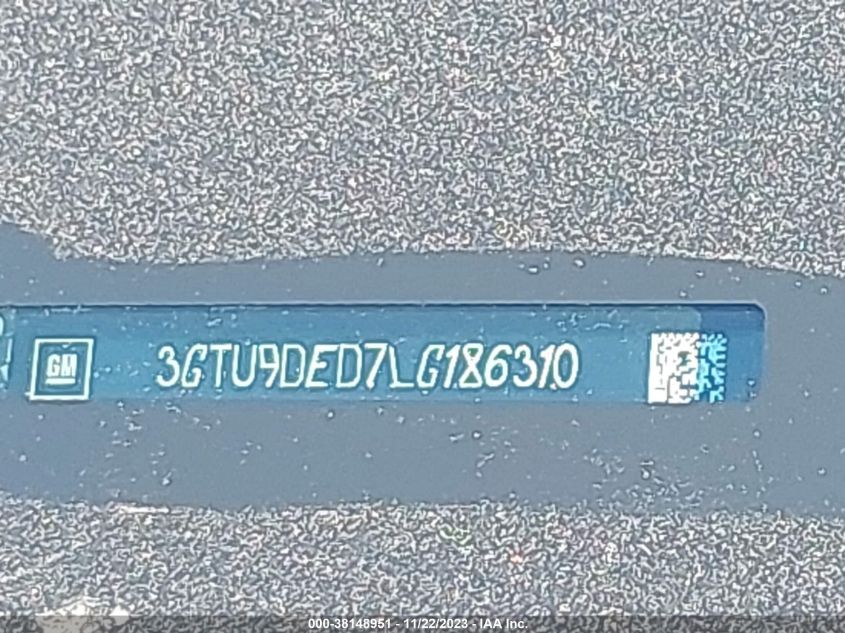 GM 3GTU9DED7LG186310
000-38148951 - 11/22/2023 - IAA Inc.